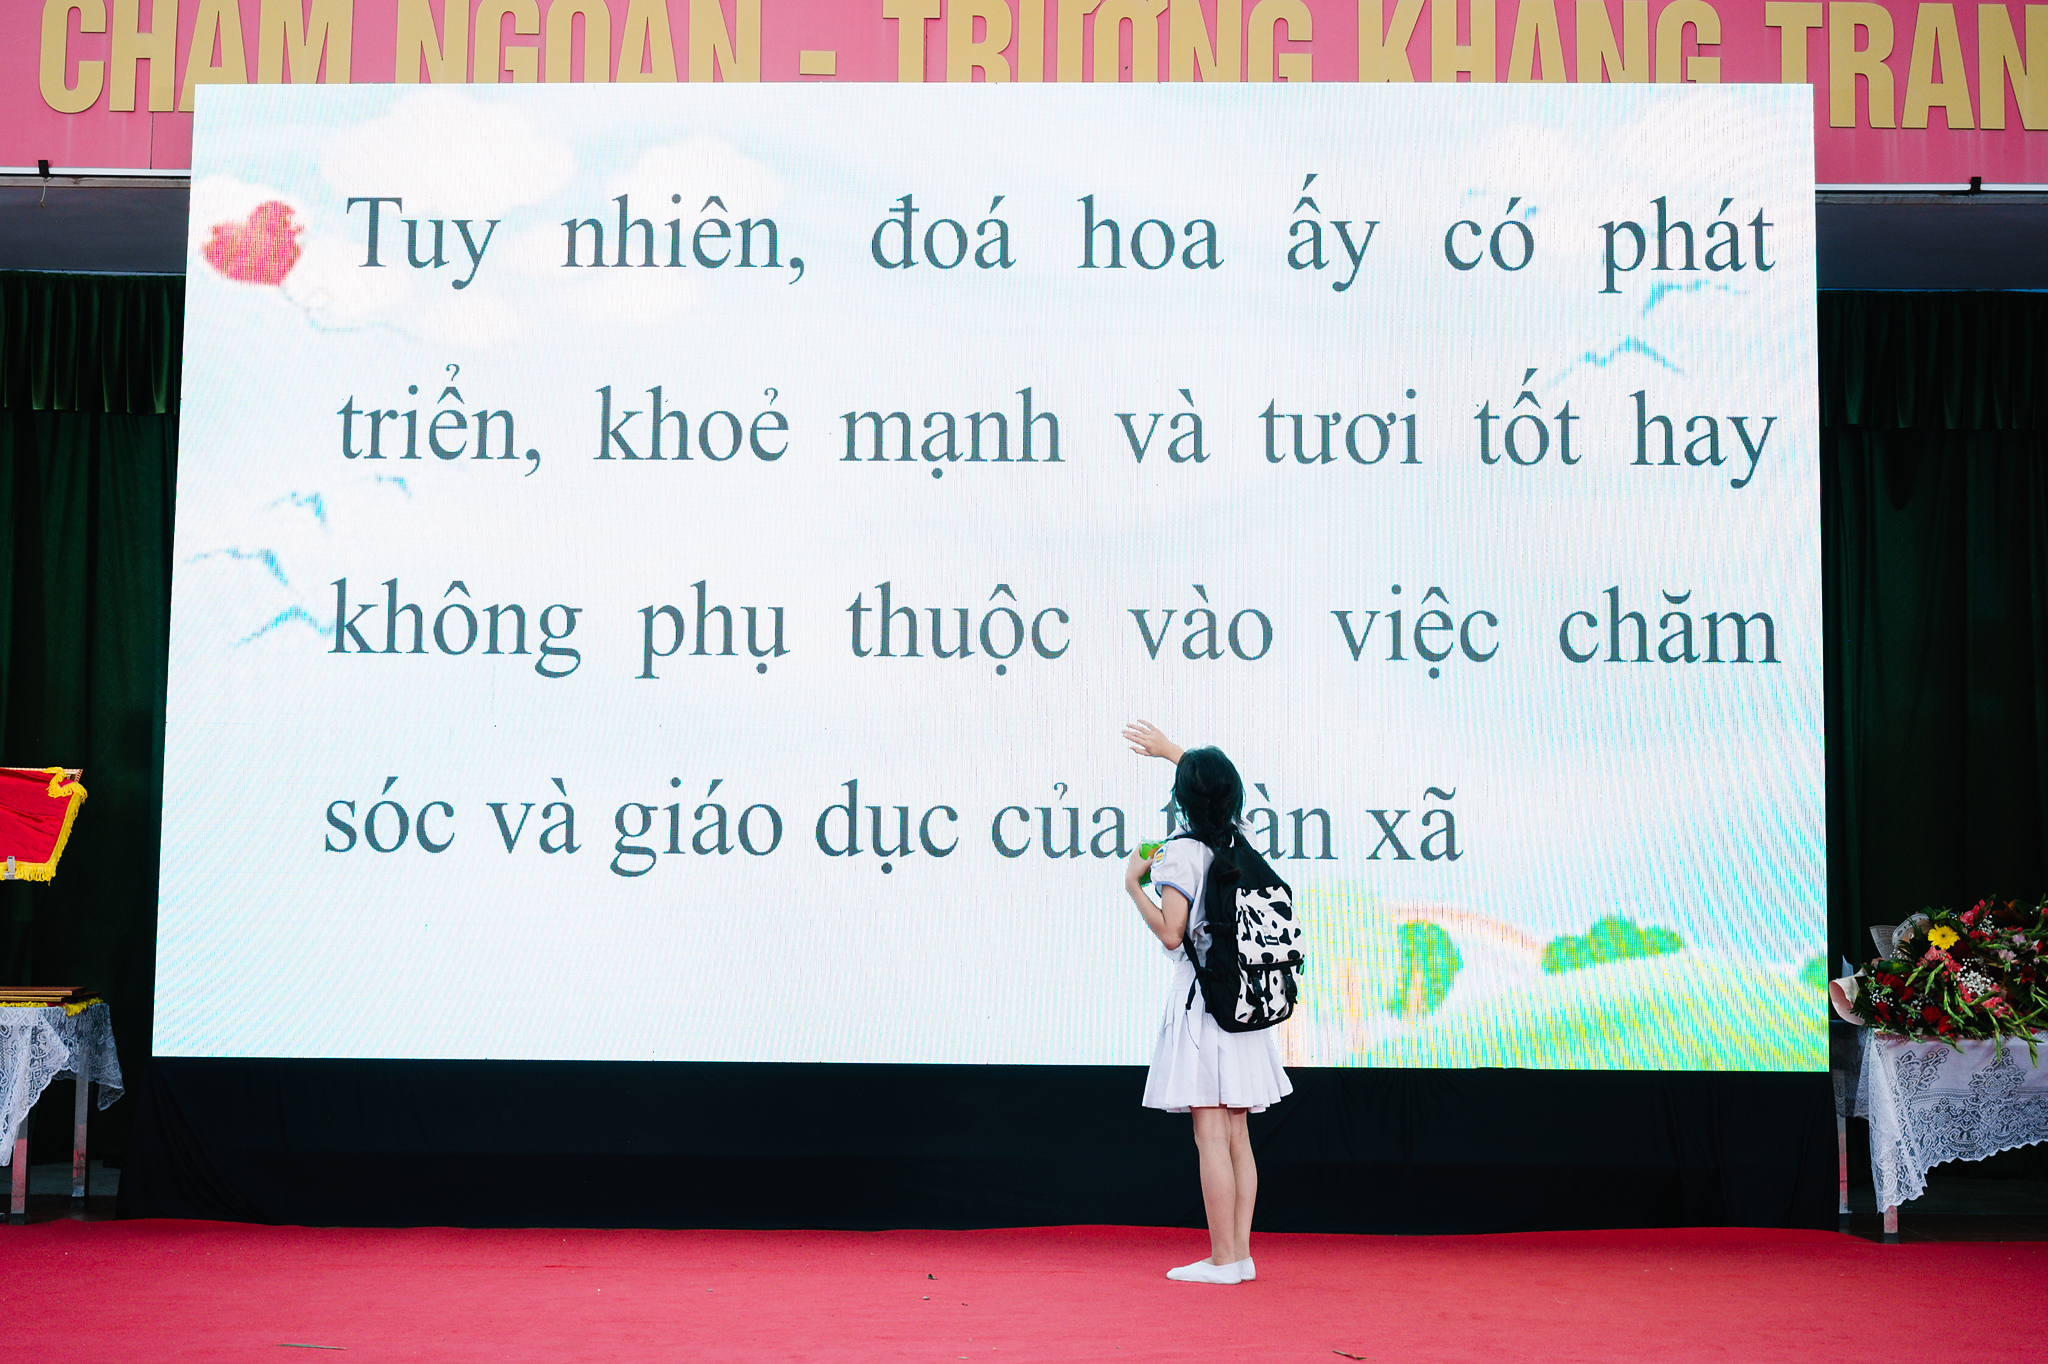 CHĂM NGOAN - TRƯỜNG KHANG TRAN
Tuy nhiên, đoá hoa ấy có phát
triển, khoẻ mạnh và tươi tốt hay
không phụ thuộc vào việc chăm
sóc và giáo dục của xã